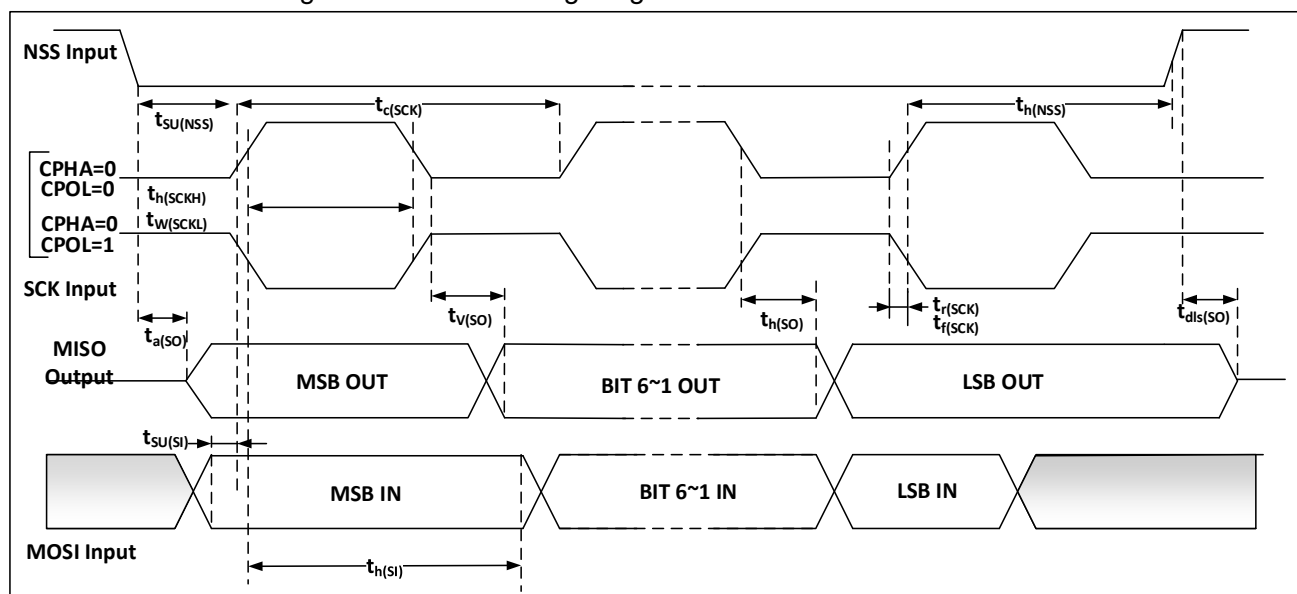 NSS Input
tSU(NSS)
tc(SCK)
th(NSS)
CPHA=0
CPOL=0
th(SCKH)
CPHA=0
tW(SCKL)
CPOL=1
SCK Input
ta(SO)
tV(SO)
th(SO)
tr(SCK)
tf(SCK)
tdls(SO)
MISO
Output
MSB OUT
BIT 6~1 OUT
LSB OUT
tSU(SI)
MSB IN
BIT 6~1 IN
LSB IN
MOSI Input
th(SI)